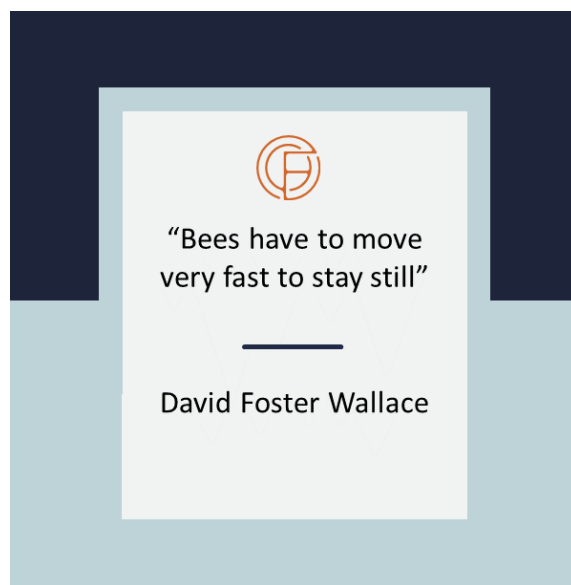 “Bees have to move
very fast to stay still”
David Foster Wallace